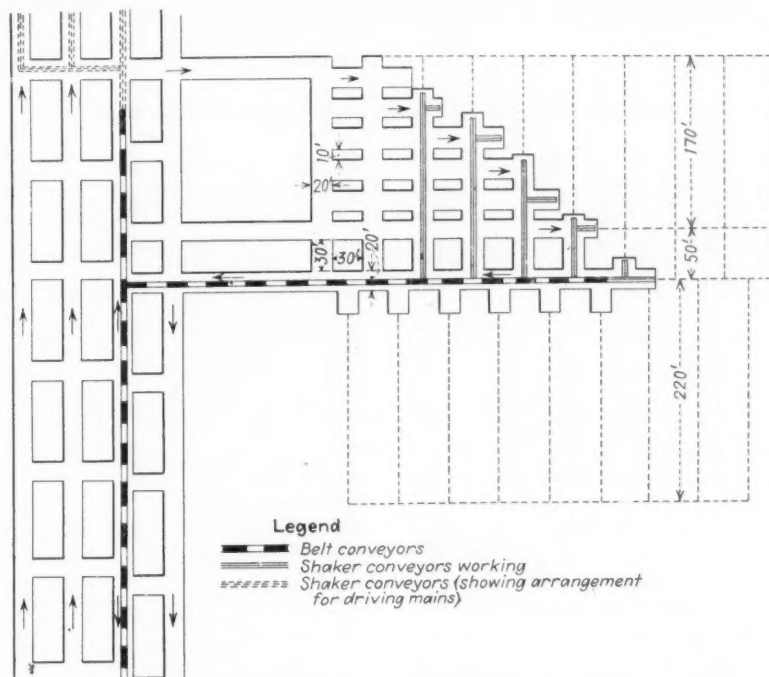 170'
10'
20'
30'
30'
20'
50'
220'
Legend
Belt conveyors
Shaker conveyors working
Shaker conveyors (showing arrangement
for driving mains)